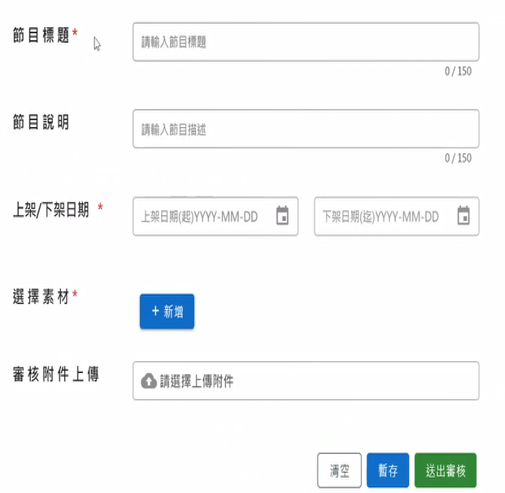 節目標題*
請輸入節目標題
0 / 150
節目說明
請輸入節目描述
0 / 150
上架/下架日期 *
上架日期(起)YYYY-MM-DD
下架日期(迄)YYYY-MM-DD
選擇素材*
+ 新增
審核附件上傳
請選擇上傳附件
清空
暫存
送出審核